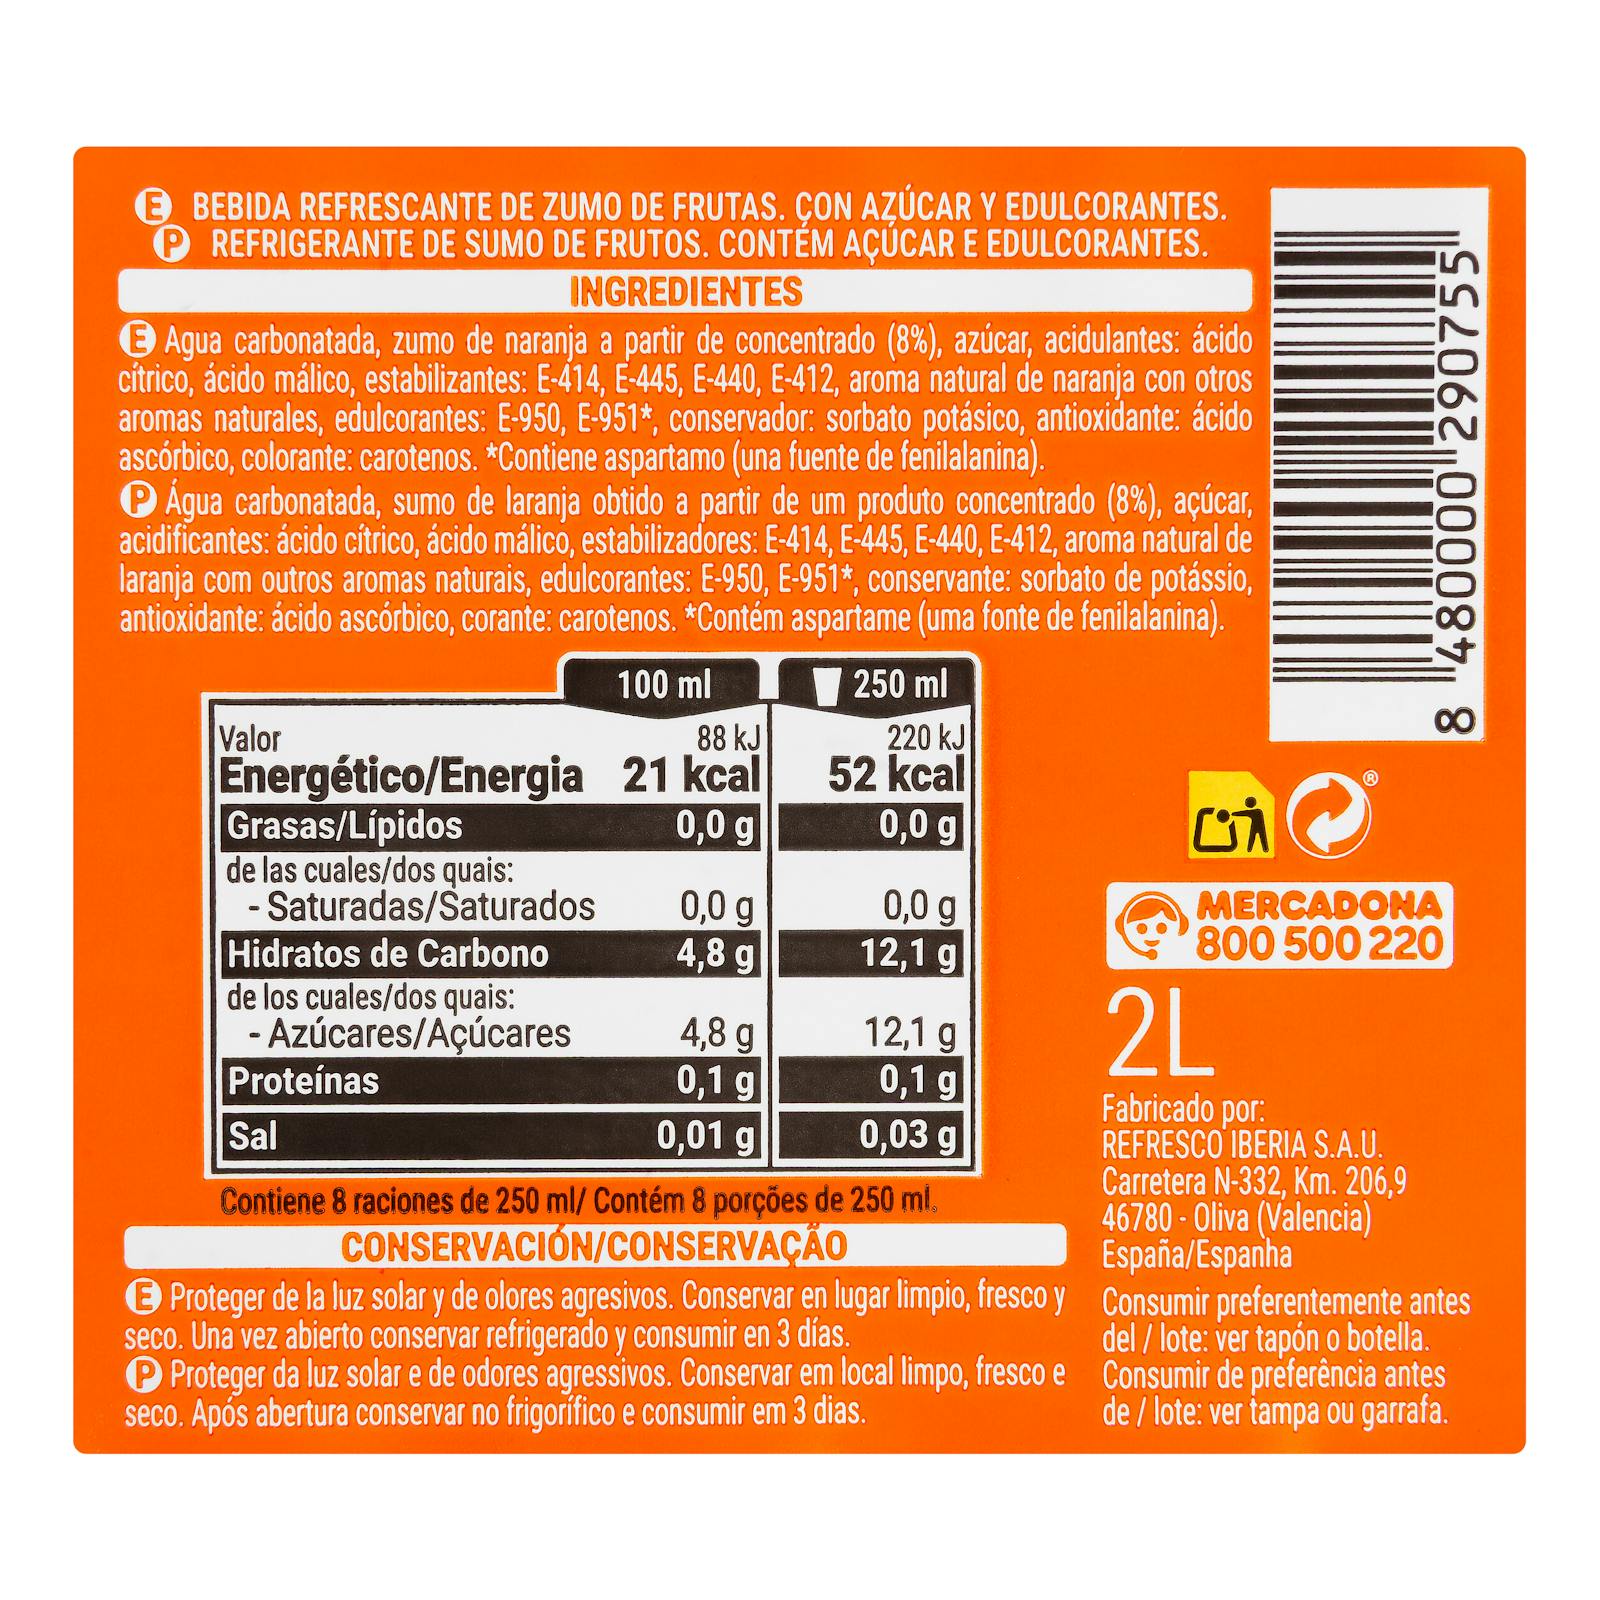 E BEBIDA REFRESCANTE DE ZUMO DE FRUTAS. CON AZÚCAR Y EDULCORANTES.
P REFRIGERANTE DE SUMO DE FRUTOS. CONTÉM AÇÚCAR E EDULCORANTES.
INGREDIENTES
E Agua carbonatada, zumo de naranja a partir de concentrado (8%), azúcar, acidulantes: ácido
cítrico, ácido málico, estabilizantes: E-414, E-445, E-440, E-412, aroma natural de naranja con otros
aromas naturales, edulcorantes: E-950, E-951*, conservador: sorbato potásico, antioxidante: ácido
ascórbico, colorante: carotenos. *Contiene aspartamo (una fuente de fenilalanina).
P Água carbonatada, sumo de laranja obtido a partir de um produto concentrado (8%), açúcar,
acidificantes: ácido cítrico, ácido málico, estabilizadores: E-414, E-445, E-440, E-412, aroma natural de
laranja com outros aromas naturais, edulcorantes: E-950, E-951*, conservante: sorbato de potássio,
antioxidante: ácido ascórbico, corante: carotenos. *Contém aspartame (uma fonte de fenilalanina).
8 480000 290755
100 ml 250 ml
Valor 88 kJ 220 kJ
Energético/Energia 21 kcal 52 kcal
Grasas/Lípidos 0,0 g 0,0 g
de las cuales/dos quais:
- Saturadas/Saturados 0,0 g 0,0 g
Hidratos de Carbono 4,8 g 12,1 g
de los cuales/dos quais:
- Azúcares/Açúcares 4,8 g 12,1 g
Proteínas 0,1 g 0,1 g
Sal 0,01 g 0,03 g
Contiene 8 raciones de 250 ml/ Contém 8 porções de 250 ml.
CONSERVACIÓN/CONSERVAÇÃO
E Proteger de la luz solar y de olores agresivos. Conservar en lugar limpio, fresco y
seco. Una vez abierto conservar refrigerado y consumir en 3 días.
P Proteger da luz solar e de odores agressivos. Conservar em local limpo, fresco e
seco. Após abertura conservar no frigorífico e consumir em 3 dias.
®
MERCADONA
800 500 220
2L
Fabricado por:
REFRESCO IBERIA S.A.U.
Carretera N-332, Km. 206,9
46780 - Oliva (Valencia)
España/Espanha
Consumir preferentemente antes
del / lote: ver tapón o botella.
Consumir de preferência antes
de / lote: ver tampa ou garrafa.